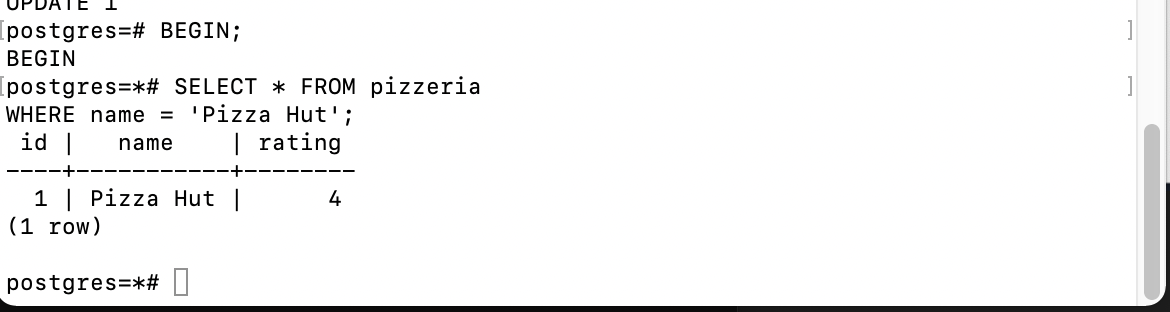 UPDATE 1
[postgres=# BEGIN; ]
BEGIN
[postgres=*# SELECT * FROM pizzeria ]
WHERE name = 'Pizza Hut';
 id |   name    | rating
----+-----------+--------
  1 | Pizza Hut |      4
(1 row)

postgres=*#